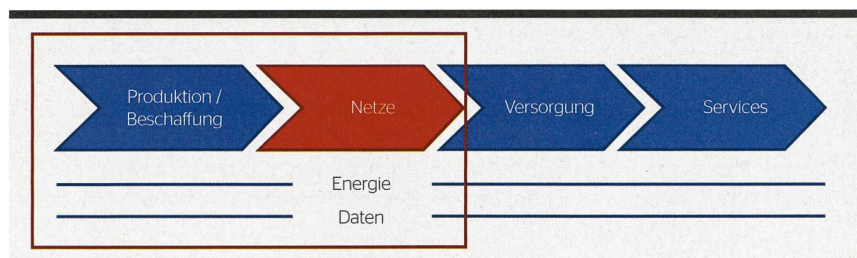 Produktion /
Beschaffung
Netze
Versorgung
Services
Energie
Daten